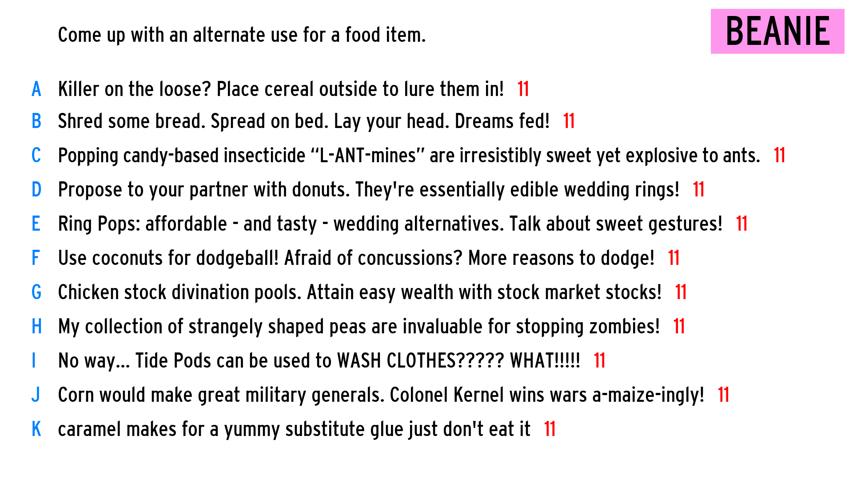 Come up with an alternate use for a food item.
BEANIE
A Killer on the loose? Place cereal outside to lure them in! 11
B Shred some bread. Spread on bed. Lay your head. Dreams fed! 11
C Popping candy-based insecticide “L-ANT-mines” are irresistibly sweet yet explosive to ants. 11
D Propose to your partner with donuts. They're essentially edible wedding rings! 11
E Ring Pops: affordable - and tasty - wedding alternatives. Talk about sweet gestures! 11
F Use coconuts for dodgeball! Afraid of concussions? More reasons to dodge! 11
G Chicken stock divination pools. Attain easy wealth with stock market stocks! 11
H My collection of strangely shaped peas are invaluable for stopping zombies! 11
I No way... Tide Pods can be used to WASH CLOTHES????? WHAT!!!!! 11
J Corn would make great military generals. Colonel Kernel wins wars a-maize-ingly! 11
K caramel makes for a yummy substitute glue just don't eat it 11